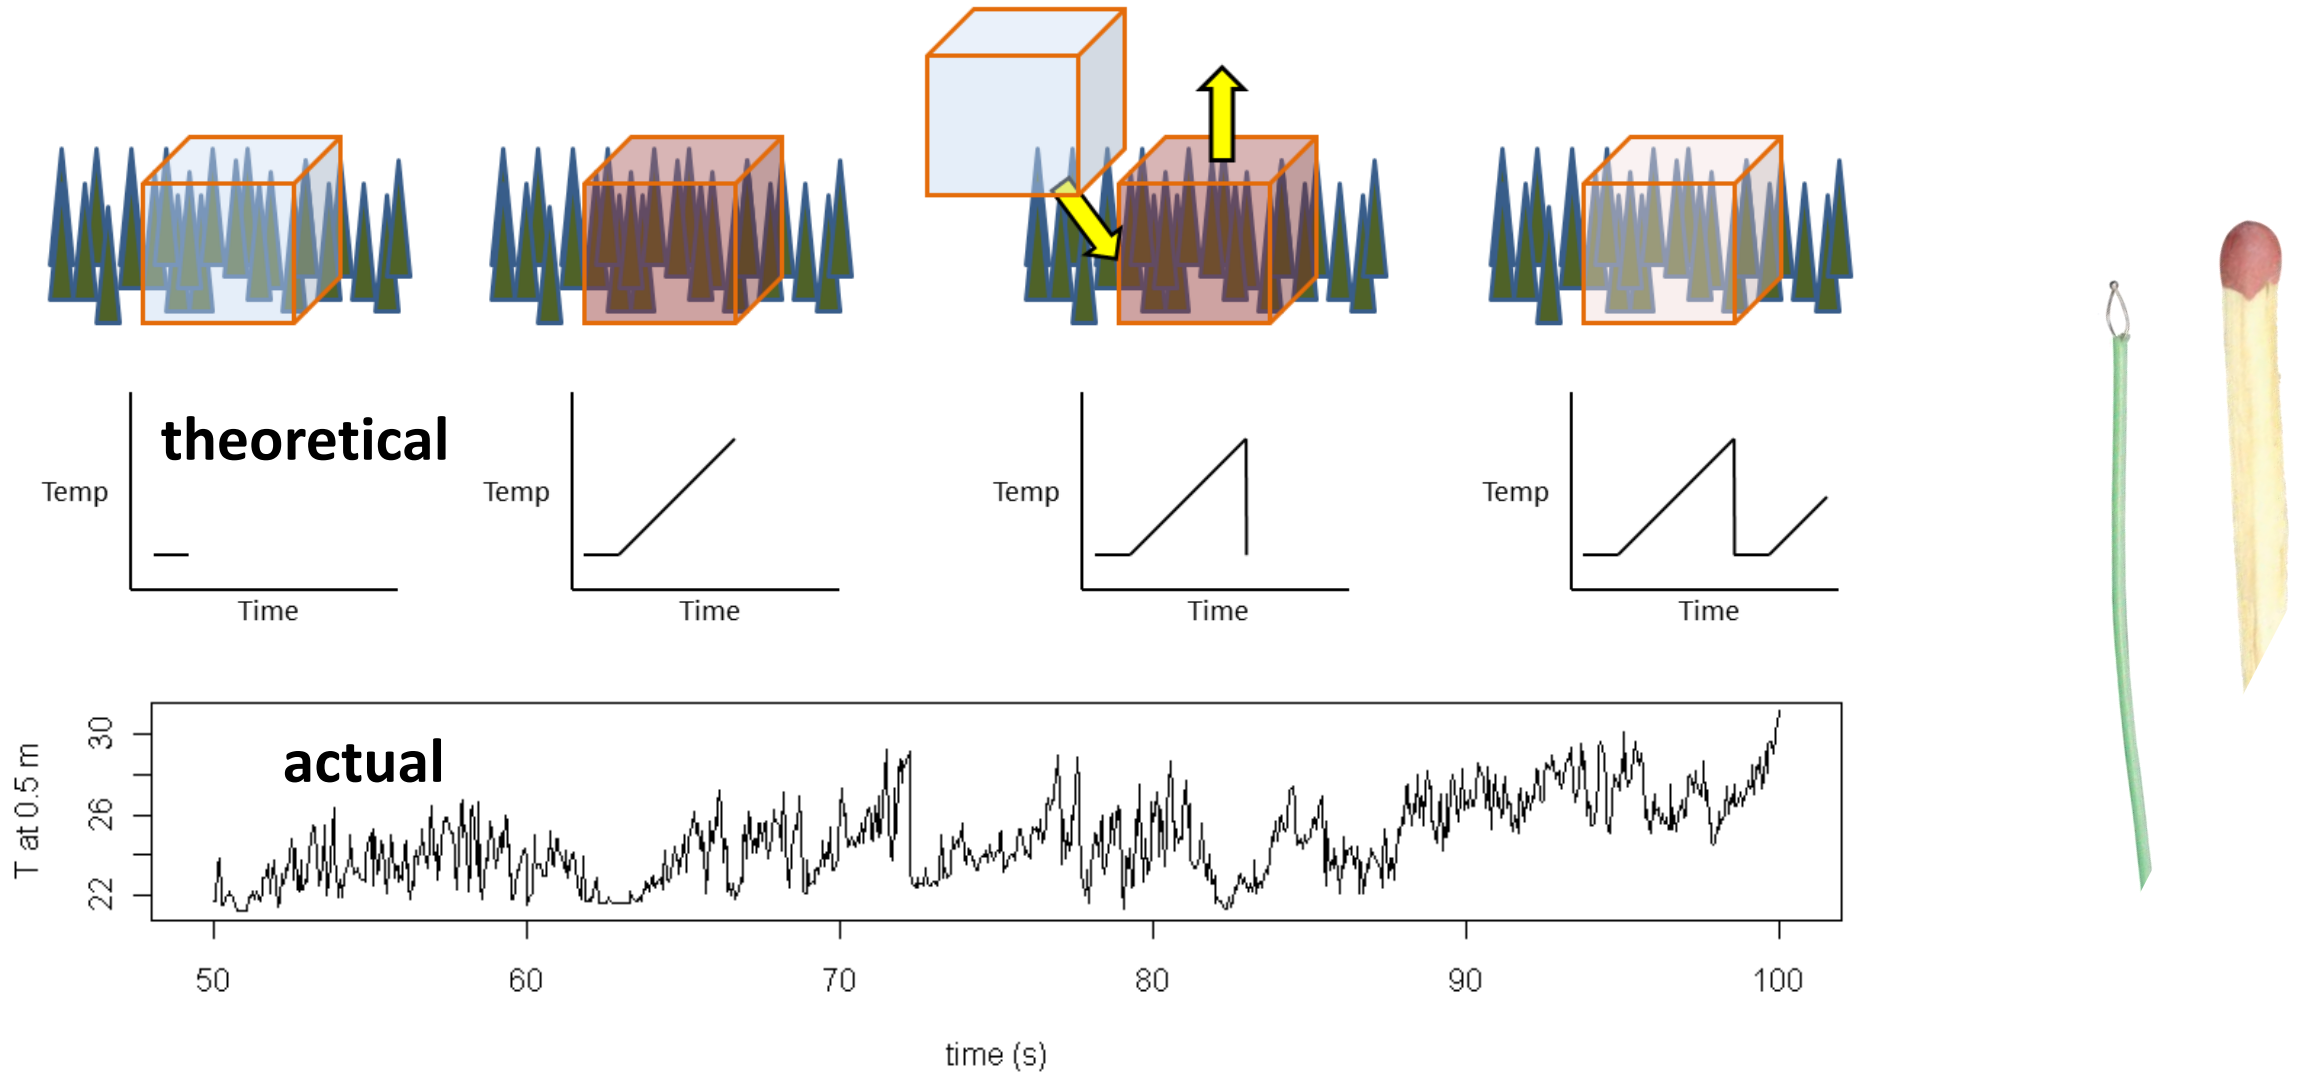 theoretical
Temp
Time
Temp
Time
Temp
Time
Temp
Time
actual
T at 0.5 m
22
26
30
50
60
70
80
90
100
time (s)